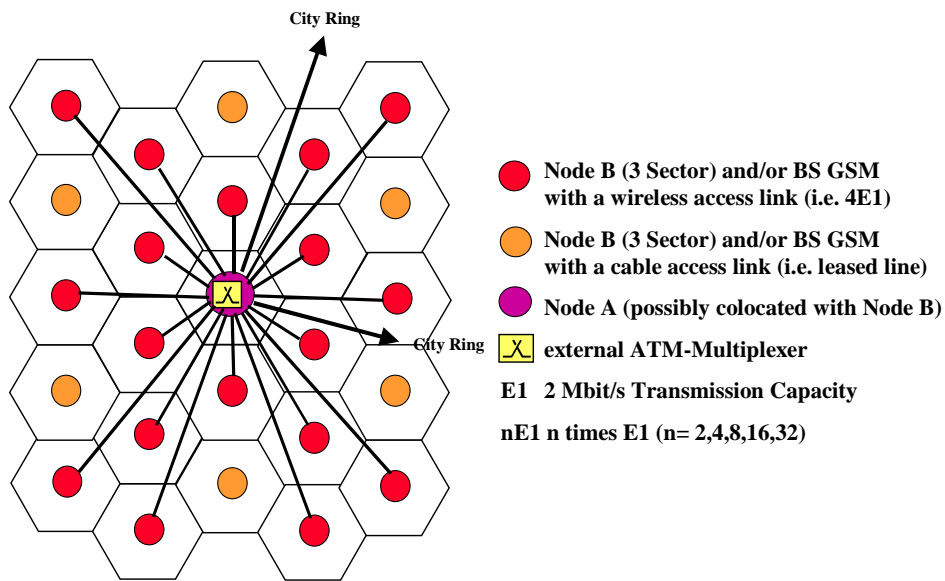 City Ring
Node B (3 Sector) and/or BS GSM
with a wireless access link (i.e. 4E1)
Node B (3 Sector) and/or BS GSM
with a cable access link (i.e. leased line)
Node A (possibly colocated with Node B)
City Ring
external ATM-Multiplexer
E1 2 Mbit/s Transmission Capacity
nE1 n times E1 (n= 2,4,8,16,32)